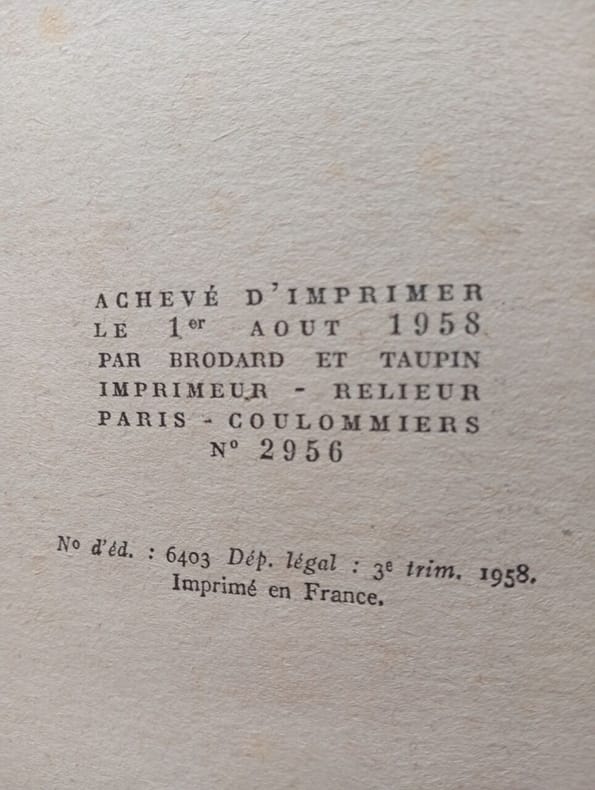 ACHEVÉ D'IMPRIMER
LE 1er AOUT 1958
PAR BRODARD ET TAUPIN
IMPRIMEUR - RELIEUR
PARIS - COULOMMIERS
Nº 2956
Nº d'éd. : 6403 Dép. légal : 3e trim. 1958.
Imprimé en France.